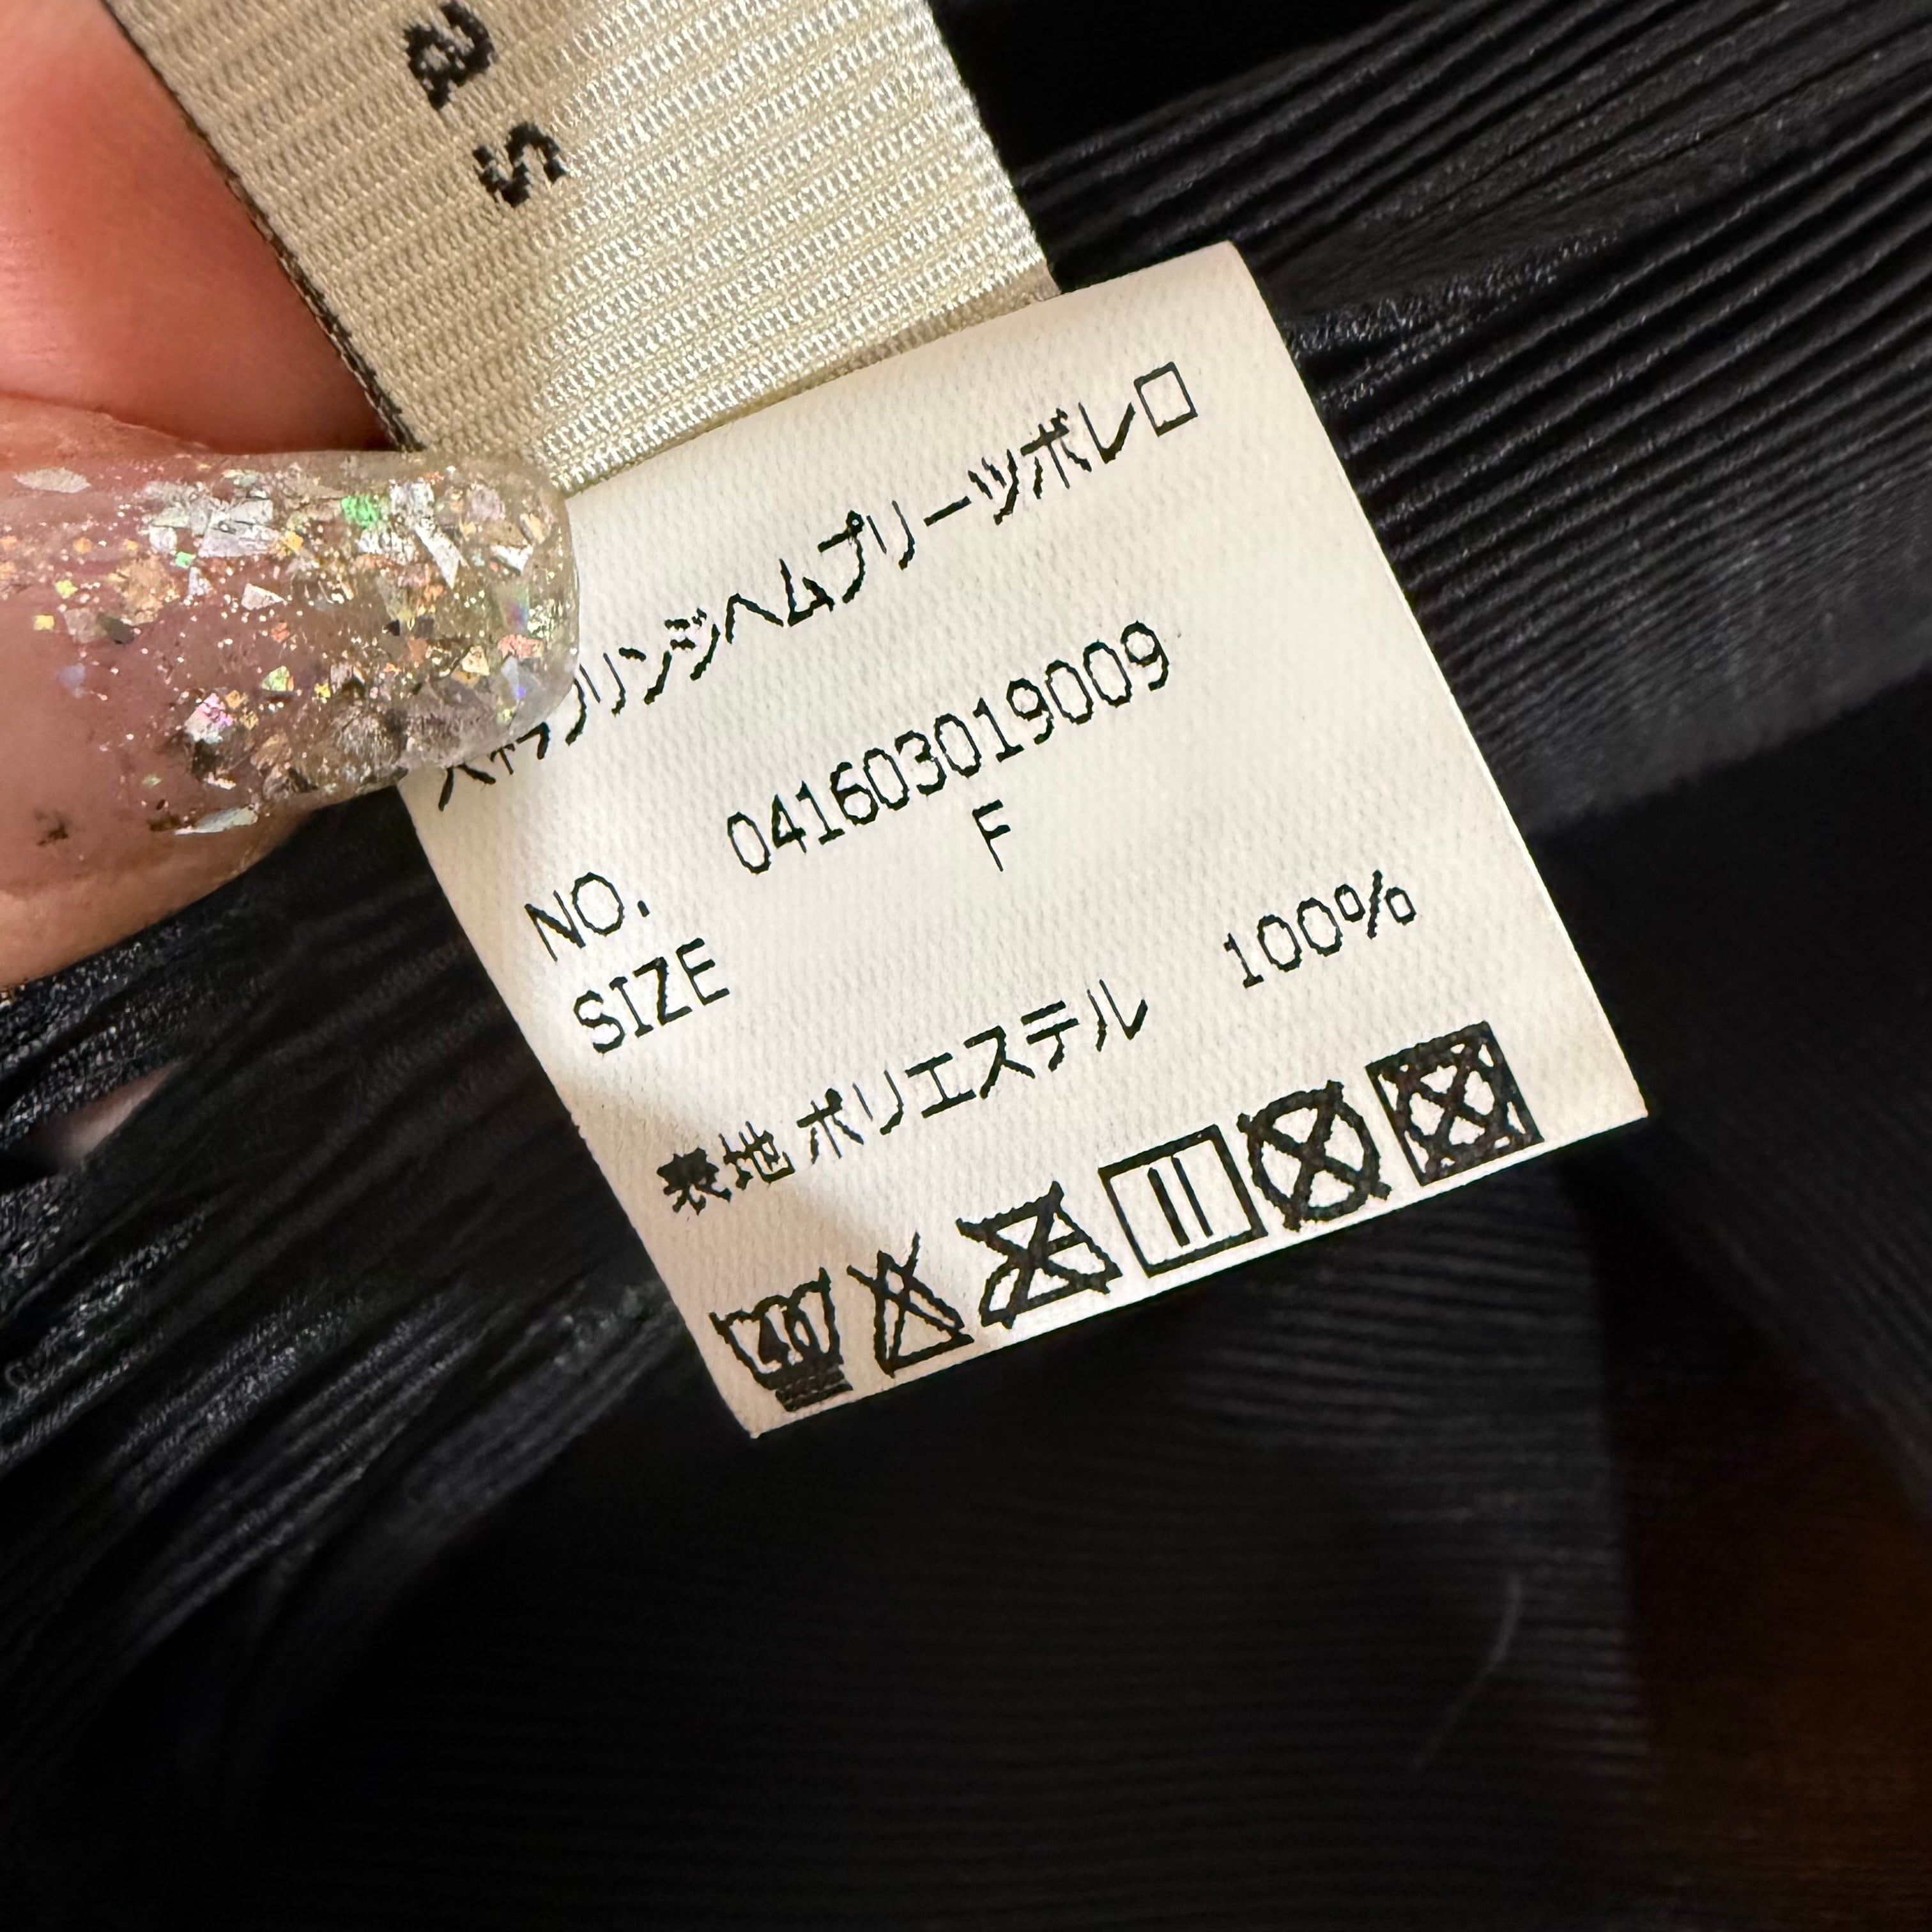 フリンジヘムプリーツボレロ
NO. 041603019009
SIZE F
表地 ポリエステル 100%
40